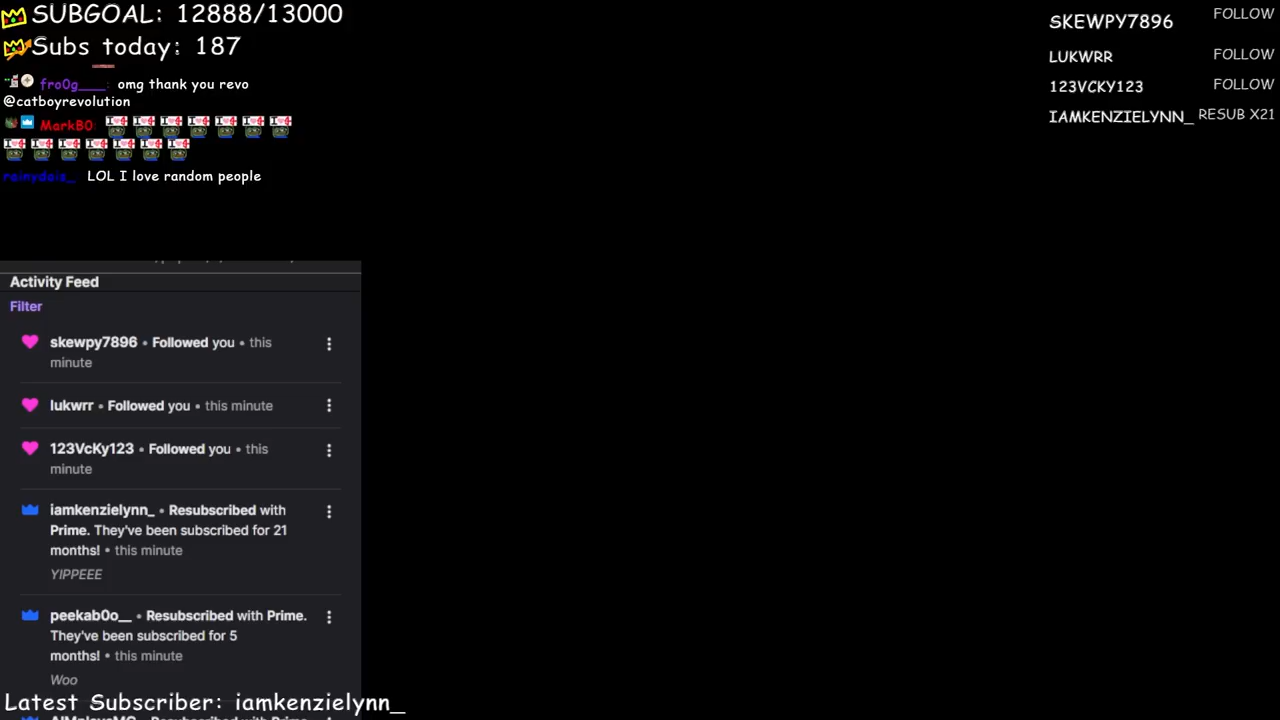 SUBGOAL: 12888/13000
Subs today: 187
fro0g___: omg thank you revo
@catboyrevolution
MarkB0
LOL I love random people
SKEWPY7896 FOLLOW
LUKWRR FOLLOW
123VCKY123 FOLLOW
IAMKENZIELYNN_ RESUB X21
Activity Feed
Filter
skewpy7896 • Followed you • this
minute
lukwrr • Followed you • this minute
123VcKy123 • Followed you • this
minute
iamkenzielynn_ • Resubscribed with
Prime. They've been subscribed for 21
months! • this minute
YIPPEEE
peekab0o__ • Resubscribed with Prime.
They've been subscribed for 5
months! • this minute
Woo
Latest Subscriber: iamkenzielynn_